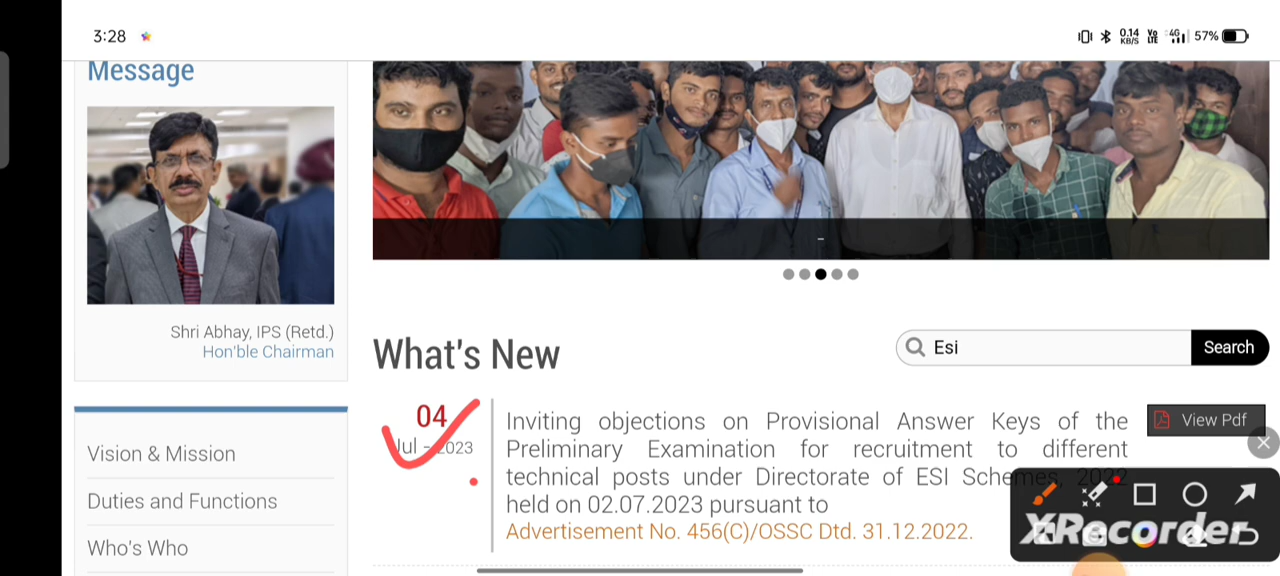 3:28
0.14
KB/S
Vo
LTE
4G
57%
Message
Shri Abhay, IPS (Retd.)
Hon'ble Chairman
Vision & Mission
Duties and Functions
Who's Who
What's New
Esi
Search
04
Jul - 2023
Inviting objections on Provisional Answer Keys of the
Preliminary Examination for recruitment to different
technical posts under Directorate of ESI Schemes, 2022
held on 02.07.2023 pursuant to
Advertisement No. 456(C)/OSSC Dtd. 31.12.2022.
View Pdf
XRecorder